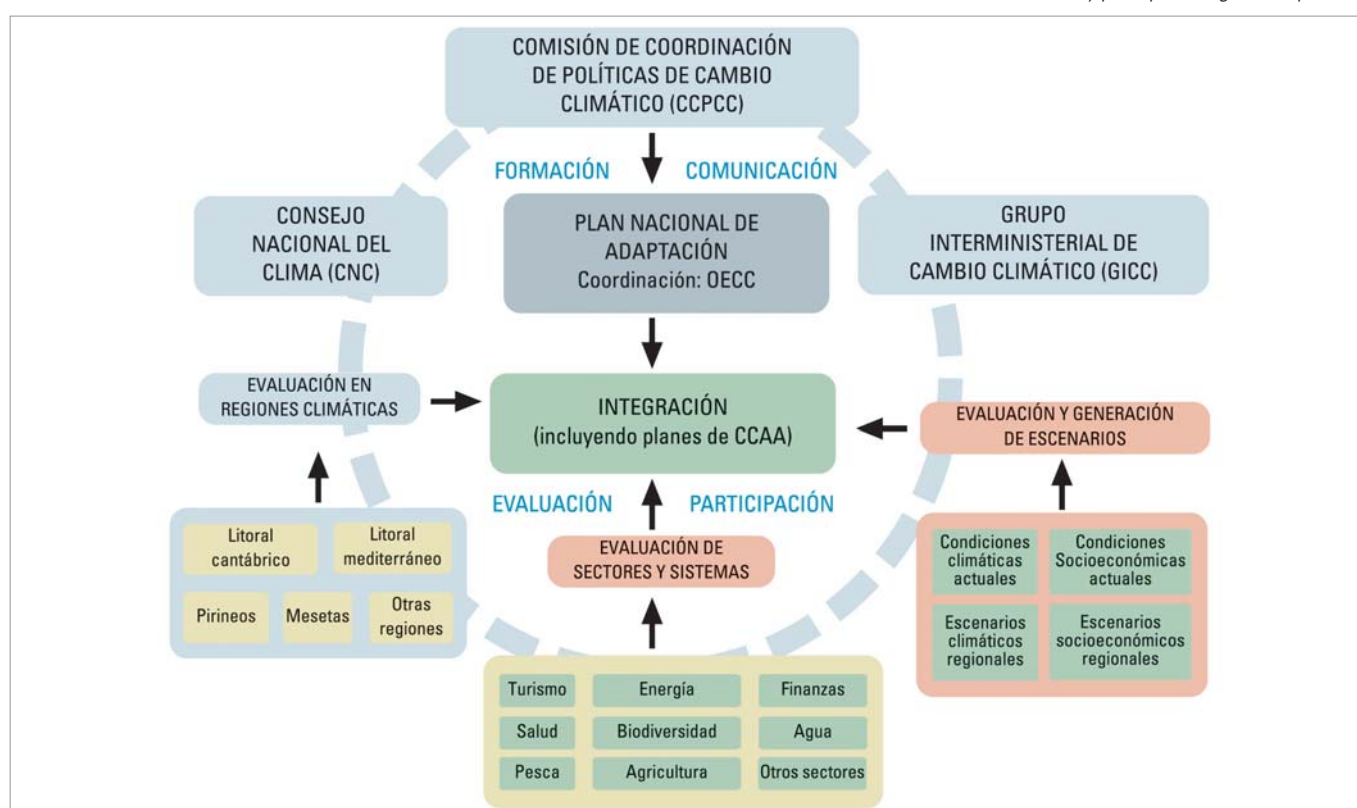 COMISIÓN DE COORDINACIÓN
DE POLÍTICAS DE CAMBIO
CLIMÁTICO (CCPCC)
FORMACIÓN
COMUNICACIÓN
CONSEJO
NACIONAL DEL
CLIMA (CNC)
PLAN NACIONAL DE
ADAPTACIÓN
Coordinación: OECC
GRUPO
INTERMINISTERIAL DE
CAMBIO CLIMÁTICO (GICC)
EVALUACIÓN EN
REGIONES CLIMÁTICAS
INTEGRACIÓN
(incluyendo planes de CCAA)
EVALUACIÓN Y GENERACIÓN
DE ESCENARIOS
EVALUACIÓN
PARTICIPACIÓN
EVALUACIÓN DE
SECTORES Y SISTEMAS
Litoral
cantábrico
Litoral
mediterráneo
Pirineos
Mesetas
Otras
regiones
Condiciones
climáticas
actuales
Condiciones
Socioeconómicas
actuales
Escenarios
climáticos
regionales
Escenarios
socioeconómicos
regionales
Turismo
Energía
Finanzas
Salud
Biodiversidad
Agua
Pesca
Agricultura
Otros sectores